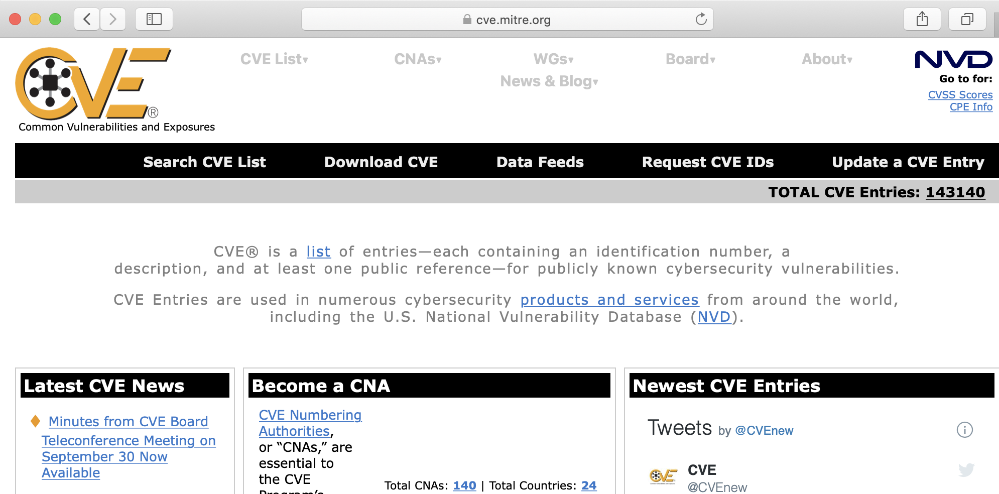 cve.mitre.org
CVE®
Common Vulnerabilities and Exposures
CVE List▾ CNAs▾ WGs▾ Board▾ About▾
News & Blog▾
NVD
Go to for:
CVSS Scores
CPE Info
Search CVE List Download CVE Data Feeds Request CVE IDs Update a CVE Entry
TOTAL CVE Entries: 143140
CVE® is a list of entries—each containing an identification number, a
description, and at least one public reference—for publicly known cybersecurity vulnerabilities.
CVE Entries are used in numerous cybersecurity products and services from around the world,
including the U.S. National Vulnerability Database (NVD).
Latest CVE News
Minutes from CVE Board
Teleconference Meeting on
September 30 Now
Available
Become a CNA
CVE Numbering
Authorities,
or “CNAs,” are
essential to
the CVE
Program’s
Total CNAs: 140 | Total Countries: 24
Newest CVE Entries
Tweets by @CVEnew
CVE
CVE
@CVEnew